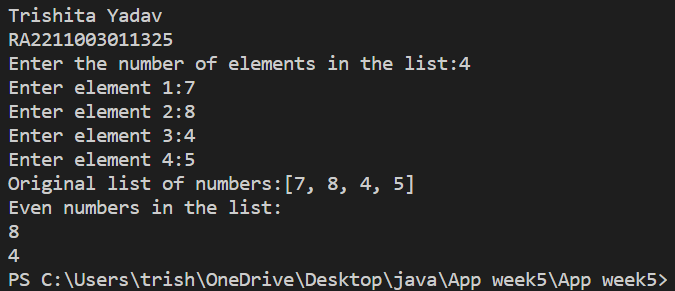 Trishita Yadav
RA2211003011325
Enter the number of elements in the list:4
Enter element 1:7
Enter element 2:8
Enter element 3:4
Enter element 4:5
Original list of numbers:[7, 8, 4, 5]
Even numbers in the list:
8
4
PS C:\Users\trish\OneDrive\Desktop\java\App week5\App week5>